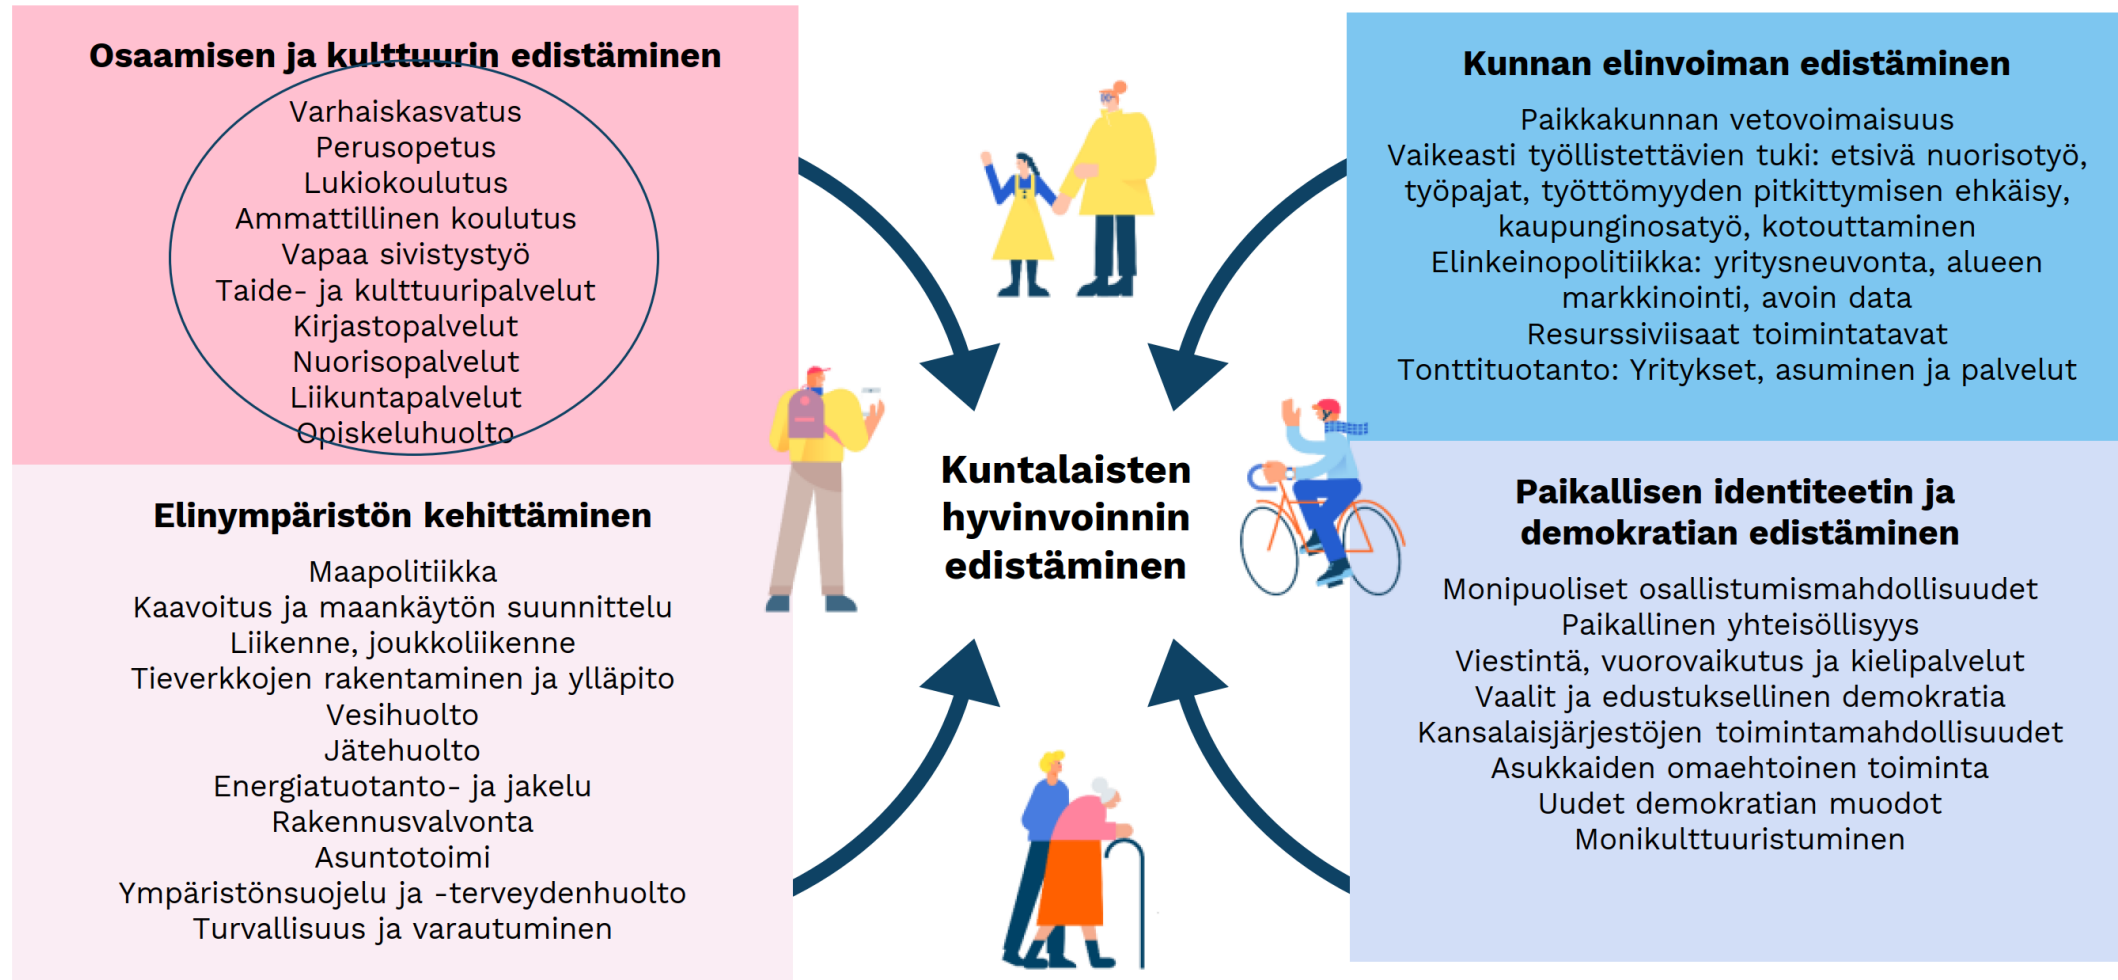 Osaamisen ja kulttuurin edistäminen
Varhaiskasvatus
Perusopetus
Lukiokoulutus
Ammattillinen koulutus
Vapaa sivistystyö
Taide- ja kulttuuripalvelut
Kirjastopalvelut
Nuorisopalvelut
Liikuntapalvelut
Opiskeluhuolto
Kunnan elinvoiman edistäminen
Paikkakunnan vetovoimaisuus
Vaikeasti työllistettävien tuki: etsivä nuorisotyö,
työpajat, työttömyyden pitkittymisen ehkäisy,
kaupunginosatyö, kotouttaminen
Elinkeinopolitiikka: yritysneuvonta, alueen
markkinointi, avoin data
Resurssiviisaat toimintatavat
Tonttituotanto: Yritykset, asuminen ja palvelut
Kuntalaisten
hyvinvoinnin
edistäminen
Elinympäristön kehittäminen
Maapolitiikka
Kaavoitus ja maankäytön suunnittelu
Liikenne, joukkoliikenne
Tieverkkojen rakentaminen ja ylläpito
Vesihuolto
Jätehuolto
Energiatuotanto- ja jakelu
Rakennusvalvonta
Asuntotoimi
Ympäristönsuojelu ja -terveydenhuolto
Turvallisuus ja varautuminen
Paikallisen identiteetin ja
demokratian edistäminen
Monipuoliset osallistumismahdollisuudet
Paikallinen yhteisöllisyys
Viestintä, vuorovaikutus ja kielipalvelut
Vaalit ja edustuksellinen demokratia
Kansalaisjärjestöjen toimintamahdollisuudet
Asukkaiden omaehtoinen toiminta
Uudet demokratian muodot
Monikulttuuristuminen